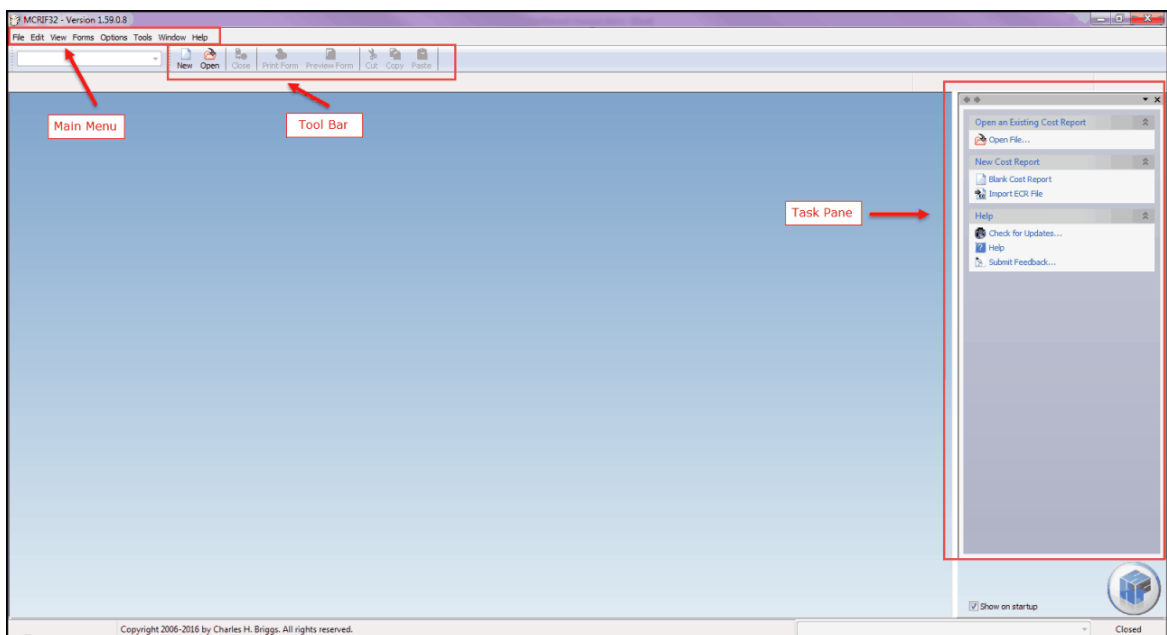 MCRIF32 - Version 1.59.0.8
File Edit View Forms Options Tools Window Help
New Open Close Print Form Preview Form Cut Copy Paste
Main Menu
Tool Bar
Task Pane
Open an Existing Cost Report
Open File...
New Cost Report
Blank Cost Report
Import ECR File
Help
Check for Updates...
Help
Submit Feedback...
Show on startup
Copyright 2006-2016 by Charles H. Briggs. All rights reserved.
Closed